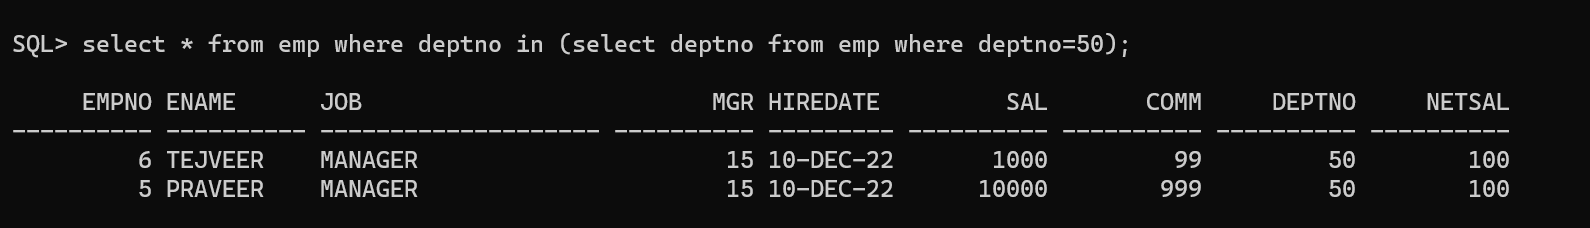 SQL> select * from emp where deptno in (select deptno from emp where deptno=50);
     EMPNO ENAME      JOB                         MGR HIREDATE         SAL       COMM     DEPTNO     NETSAL
---------- ---------- -------------------- ---------- --------- ---------- ---------- ---------- ----------
         6 TEJVEER    MANAGER                      15 10-DEC-22       1000         99         50        100
         5 PRAVEER    MANAGER                      15 10-DEC-22      10000        999         50        100